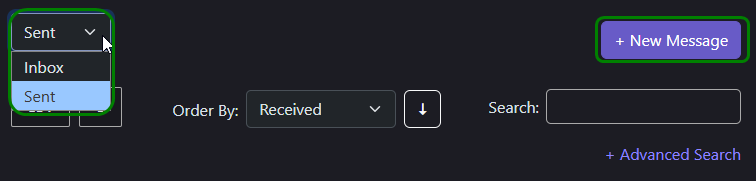 Sent
+ New Message
Inbox
Sent
Order By: Received ↓ Search:
+ Advanced Search